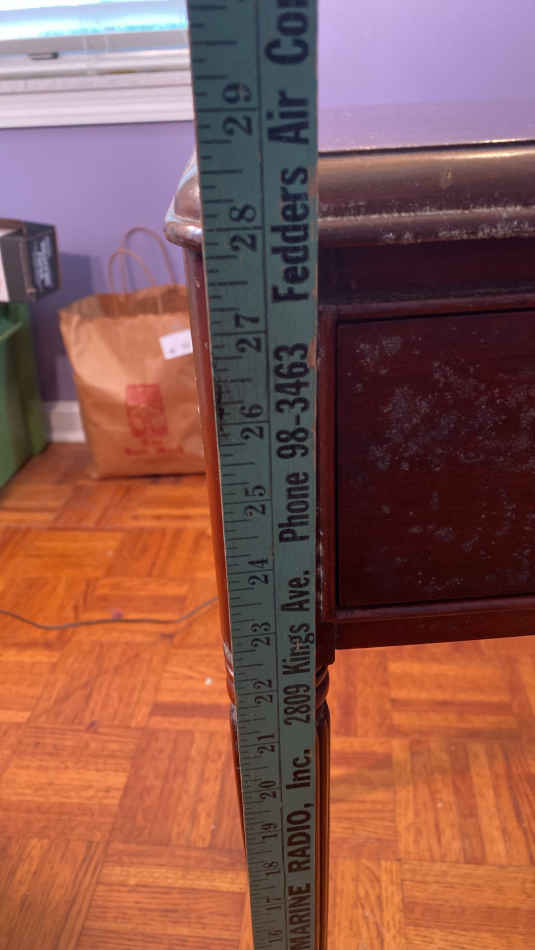 MARINE RADIO, Inc. 2809 Kings Ave. Phone 98-3463 Fedders Air Co
16 17 18 19 20 21 22 23 24 25 26 27 28 29